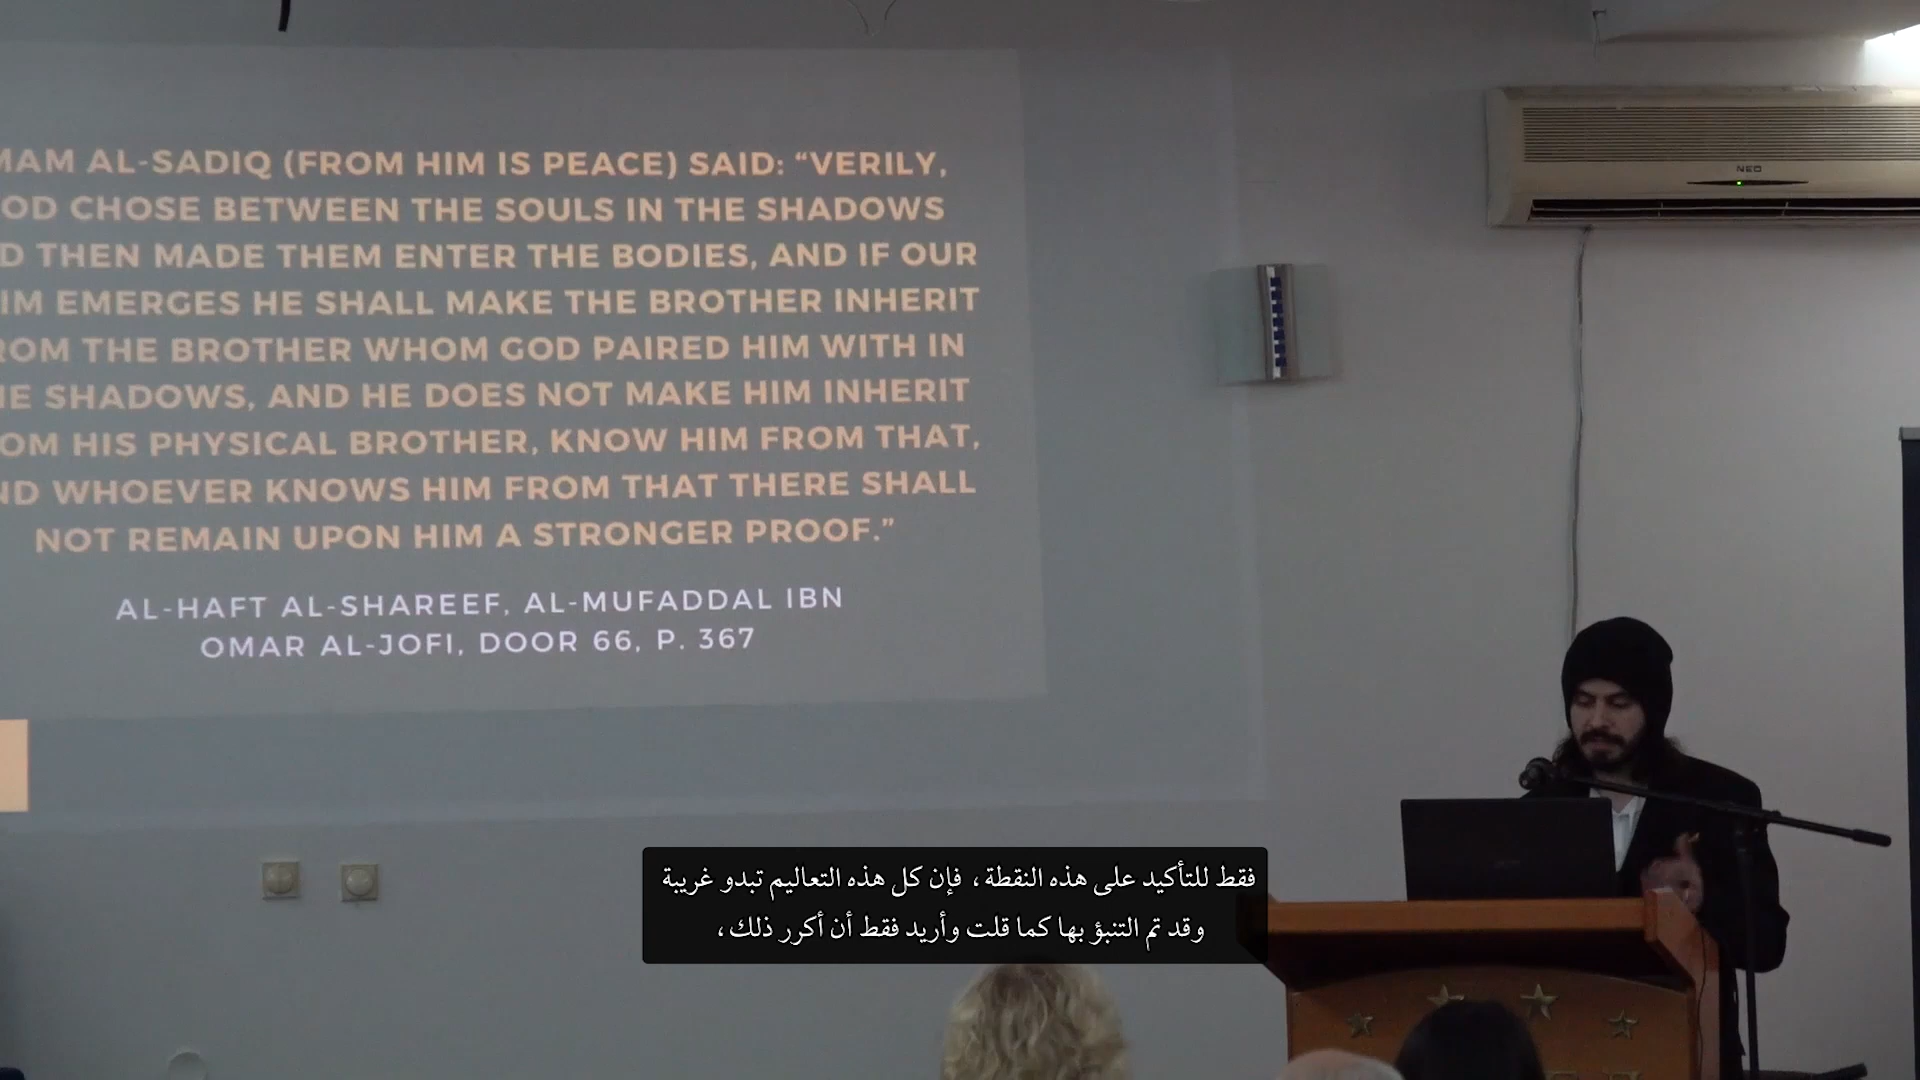 MAM AL-SADIQ (FROM HIM IS PEACE) SAID: “VERILY,
OD CHOSE BETWEEN THE SOULS IN THE SHADOWS
D THEN MADE THEM ENTER THE BODIES, AND IF OUR
IM EMERGES HE SHALL MAKE THE BROTHER INHERIT
ROM THE BROTHER WHOM GOD PAIRED HIM WITH IN
HE SHADOWS, AND HE DOES NOT MAKE HIM INHERIT
OM HIS PHYSICAL BROTHER, KNOW HIM FROM THAT,
ND WHOEVER KNOWS HIM FROM THAT THERE SHALL
NOT REMAIN UPON HIM A STRONGER PROOF.”
AL-HAFT AL-SHAREEF, AL-MUFADDAL IBN
OMAR AL-JOFI, DOOR 66, P. 367
NEO
فقط للتأكيد على هذه النقطة، فإن كل هذه التعاليم تبدو غريبة
وقد تم التنبؤ بها كما قلت وأريد فقط أن أكرر ذلك،